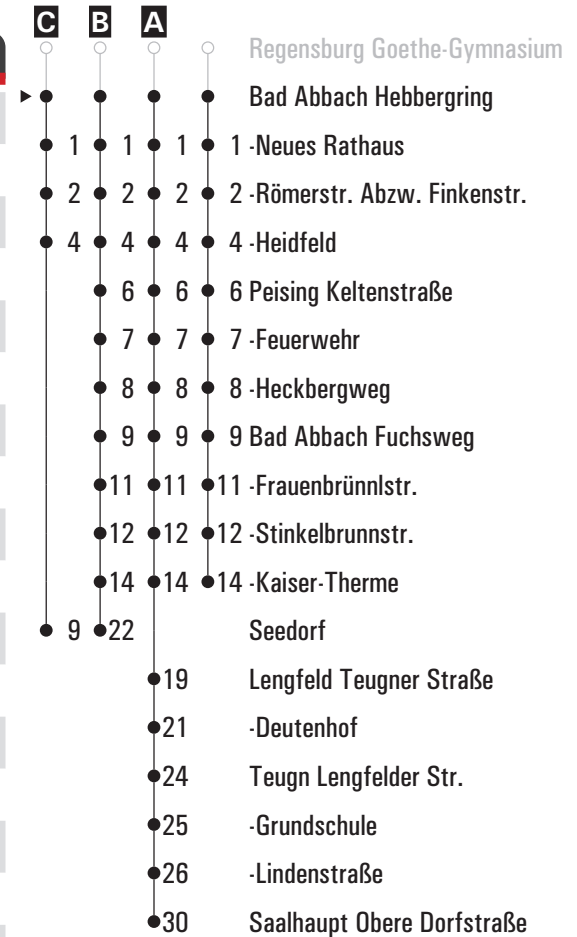 C B A
Regensburg Goethe-Gymnasium
Bad Abbach Hebbergring
1 1 1 1 -Neues Rathaus
2 2 2 2 -Römerstr. Abzw. Finkenstr.
4 4 4 4 -Heidfeld
6 6 6 Peising Keltenstraße
7 7 7 -Feuerwehr
8 8 8 -Heckbergweg
9 9 9 Bad Abbach Fuchsweg
11 11 11 -Frauenbrünnlstr.
12 12 12 -Stinkelbrunnstr.
14 14 14 -Kaiser-Therme
9 22 Seedorf
19 Lengfeld Teugner Straße
21 -Deutenhof
24 Teugn Lengfelder Str.
25 -Grundschule
26 -Lindenstraße
30 Saalhaupt Obere Dorfstraße